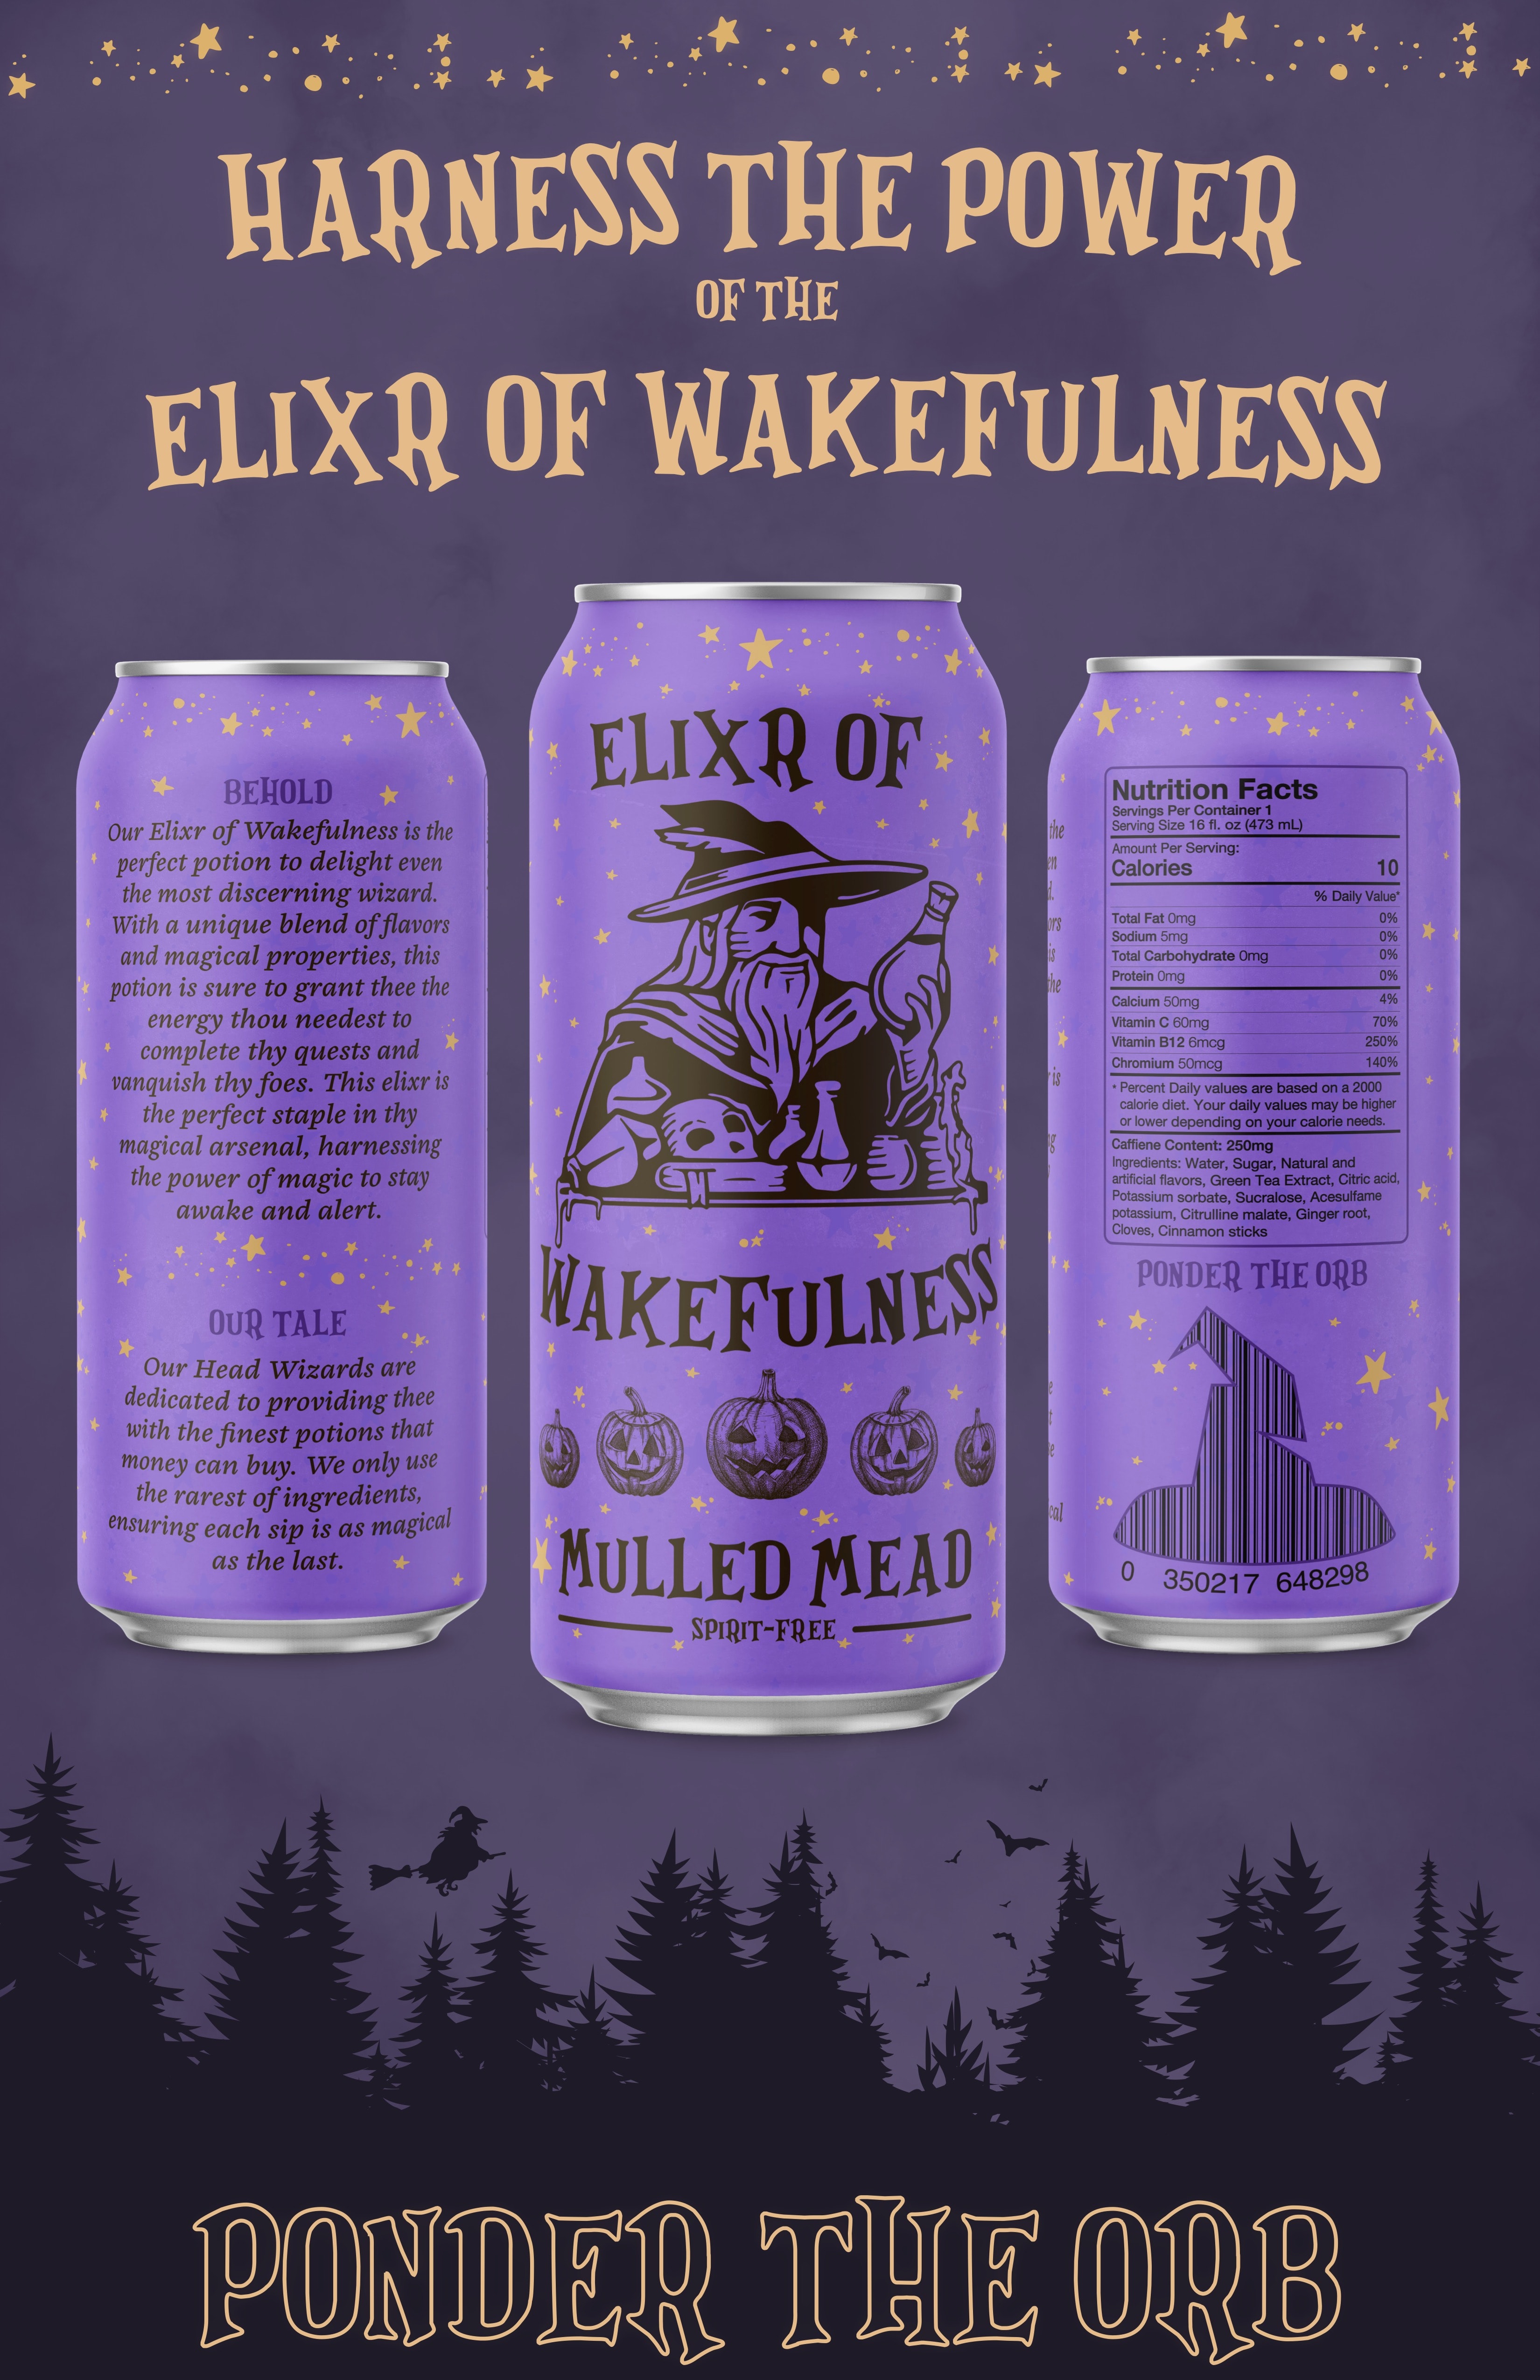 HARNESS THE POWER
OF THE
ELIXR OF WAKEFULNESS
BEHOLD
Our Elixr of Wakefulness is the
perfect potion to delight even
the most discerning wizard.
With a unique blend of flavors
and magical properties, this
potion is sure to grant thee the
energy thou needest to
complete thy quests and
vanquish thy foes. This elixr is
the perfect staple in thy
magical arsenal, harnessing
the power of magic to stay
awake and alert.
OUR TALE
Our Head Wizards are
dedicated to providing thee
with the finest potions that
money can buy. We only use
the rarest of ingredients,
ensuring each sip is as magical
as the last.
ELIXR OF
WAKEFULNESS
MULLED MEAD
SPIRIT-FREE
Nutrition Facts
Servings Per Container 1
Serving Size 16 fl. oz (473 mL)
Amount Per Serving:
Calories 10
% Daily Value*
Total Fat 0mg 0%
Sodium 5mg 0%
Total Carbohydrate 0mg 0%
Protein 0mg 0%
Calcium 50mg 4%
Vitamin C 60mg 70%
Vitamin B12 6mcg 250%
Chromium 50mcg 140%
* Percent Daily values are based on a 2000
calorie diet. Your daily values may be higher
or lower depending on your calorie needs.
Caffiene Content: 250mg
Ingredients: Water, Sugar, Natural and
artificial flavors, Green Tea Extract, Citric acid,
Potassium sorbate, Sucralose, Acesulfame
potassium, Citrulline malate, Ginger root,
Cloves, Cinnamon sticks
PONDER THE ORB
0 350217 648298
PONDER THE ORB